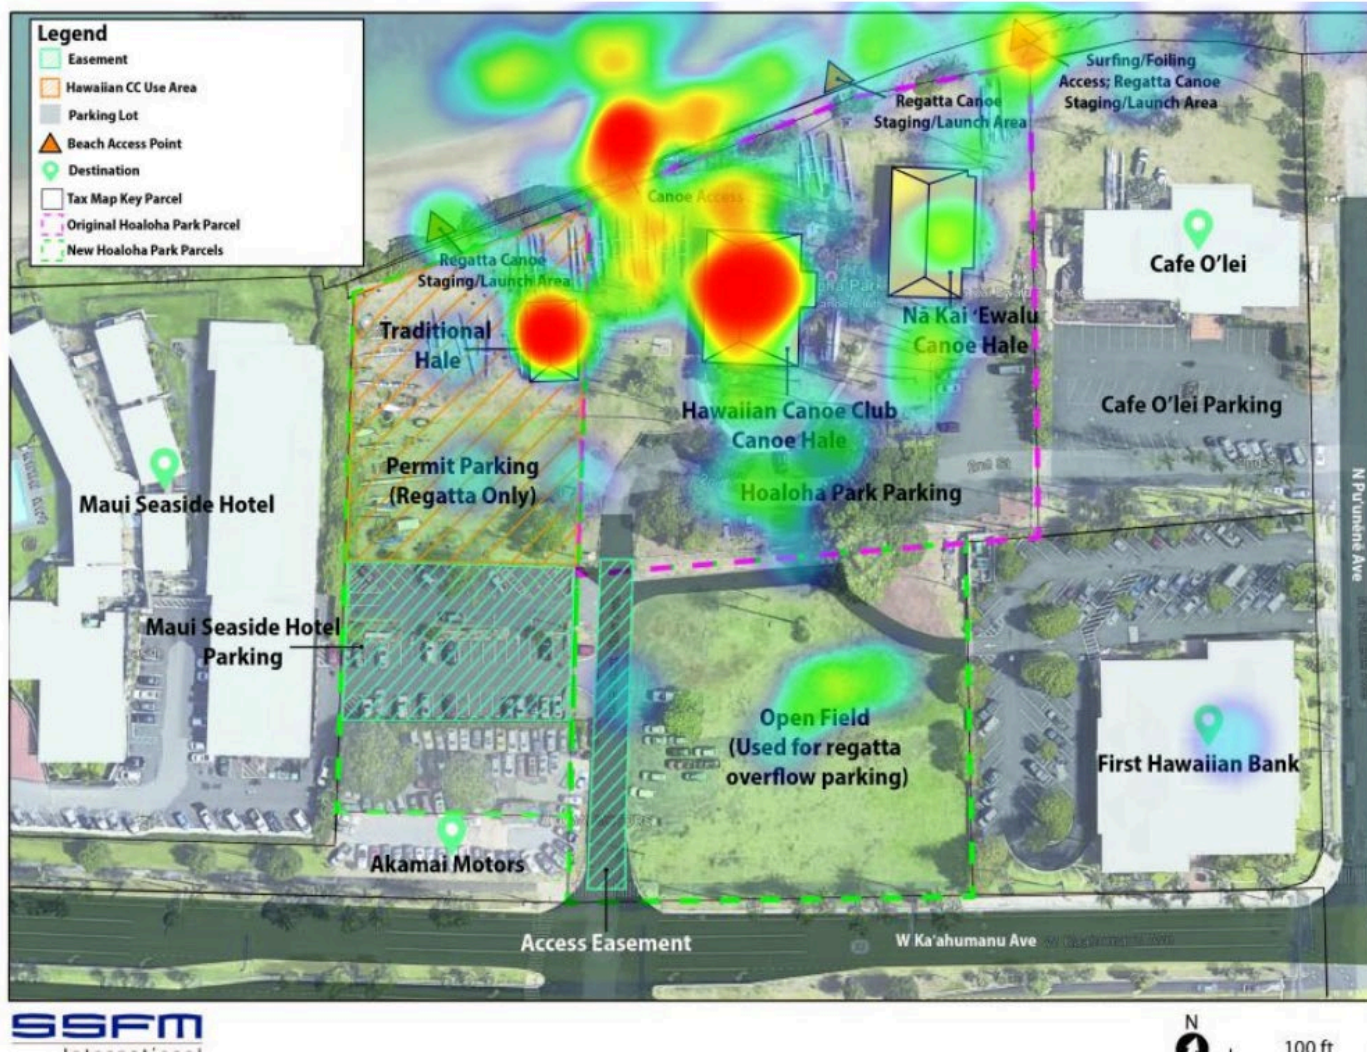 Legend
Easement
Hawaiian CC Use Area
Parking Lot
Beach Access Point
Destination
Tax Map Key Parcel
Original Hoaloha Park Parcel
New Hoaloha Park Parcels
Surfing/Foiling
Access; Regatta Canoe
Staging/Launch Area
Regatta Canoe
Staging/Launch Area
Canoe Access
Regatta Canoe
Staging/Launch Area
Cafe O'lei
Traditional
Hale
Nā Kai ‘Ewalu
Canoe Hale
Hawaiian Canoe Club
Canoe Hale
Cafe O'lei Parking
Permit Parking
(Regatta Only)
2nd St
Hoaloha Park Parking
Maui Seaside Hotel
N Pu'unēnē Ave
Maui Seaside Hotel
Parking
Open Field
(Used for regatta
overflow parking)
First Hawaiian Bank
Akamai Motors
Access Easement
W Ka'ahumanu Ave
SSFM
International
N
100 ft